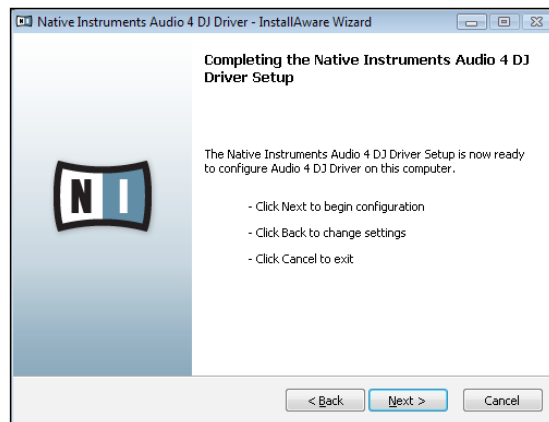 Native Instruments Audio 4 DJ Driver - InstallAware Wizard
Completing the Native Instruments Audio 4 DJ
Driver Setup
The Native Instruments Audio 4 DJ Driver Setup is now ready
to configure Audio 4 DJ Driver on this computer.
- Click Next to begin configuration
- Click Back to change settings
- Click Cancel to exit
NI
< Back
Next >
Cancel